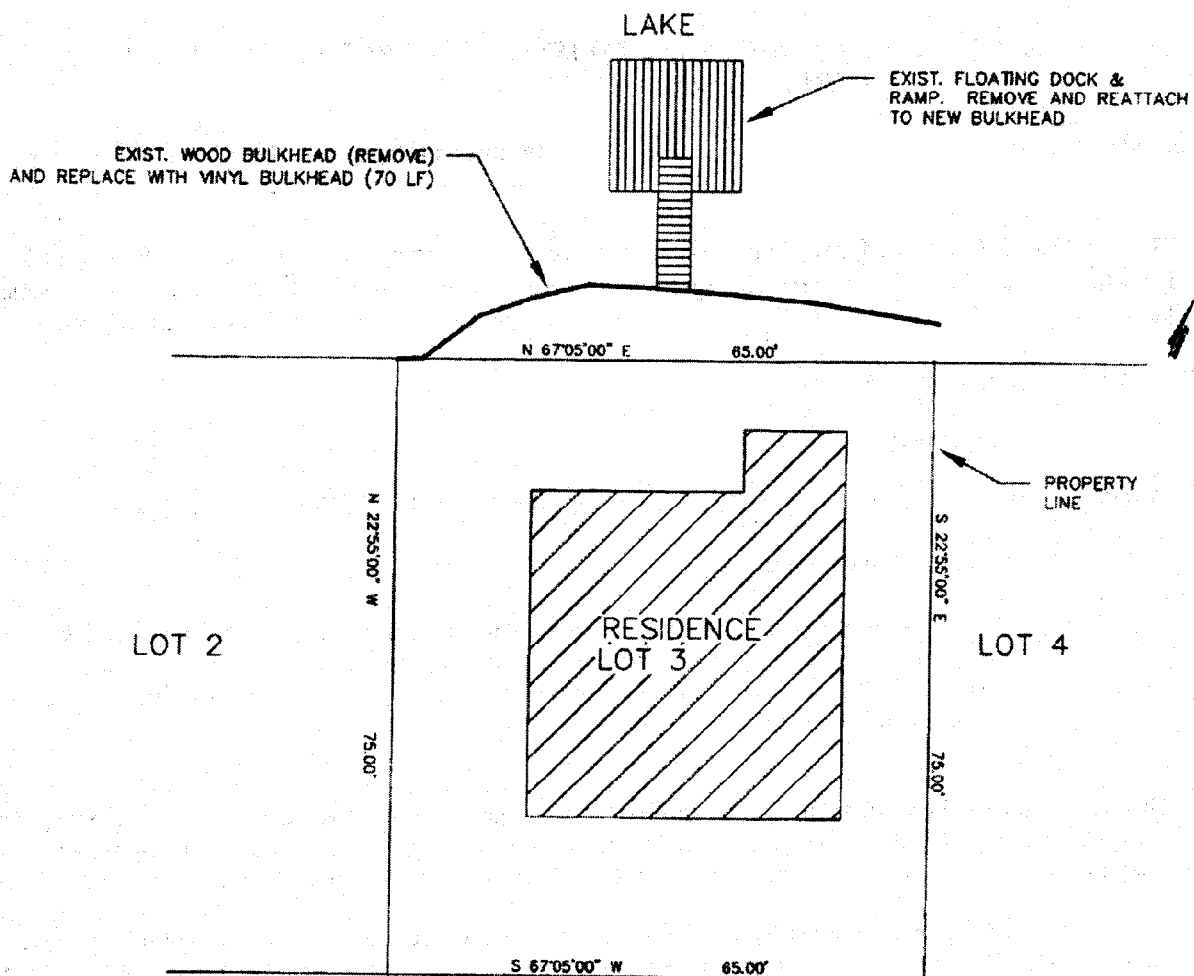 LAKE
EXIST. FLOATING DOCK &
RAMP. REMOVE AND REATTACH
TO NEW BULKHEAD
EXIST. WOOD BULKHEAD (REMOVE)
AND REPLACE WITH VINYL BULKHEAD (70 LF)
N 67°05'00" E 65.00'
PROPERTY
LINE
N 22°55'00" W
75.00'
S 22°55'00" E
75.00'
LOT 2
RESIDENCE
LOT 3
LOT 4
S 67°05'00" W 65.00'